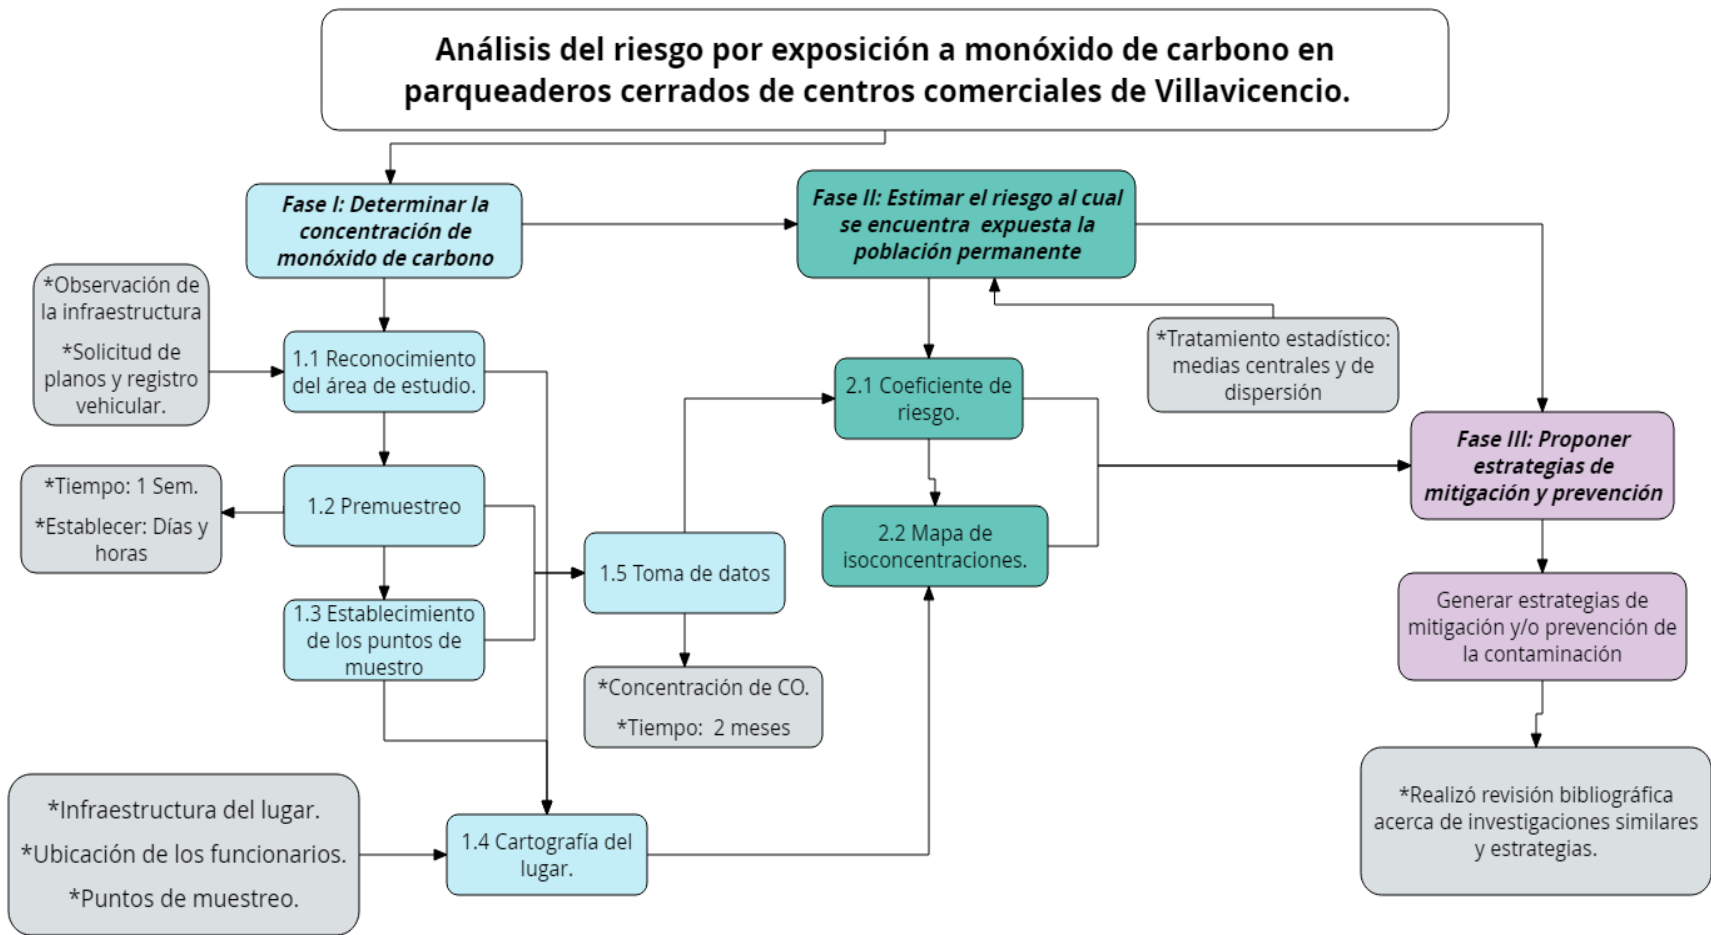 Análisis del riesgo por exposición a monóxido de carbono en
parqueaderos cerrados de centros comerciales de Villavicencio.
Fase I: Determinar la
concentración de
monóxido de carbono
Fase II: Estimar el riesgo al cual
se encuentra expuesta la
población permanente
*Observación de
la infraestructura
*Solicitud de
planos y registro
vehicular.
1.1 Reconocimiento
del área de estudio.
*Tratamiento estadístico:
medias centrales y de
dispersión
2.1 Coeficiente de
riesgo.
Fase III: Proponer
estrategias de
mitigación y prevención
*Tiempo: 1 Sem.
*Establecer: Días y
horas
1.2 Premuestreo
2.2 Mapa de
isoconcentraciones.
1.5 Toma de datos
1.3 Establecimiento
de los puntos de
muestro
Generar estrategias de
mitigación y/o prevención de
la contaminación
*Concentración de CO.
*Tiempo: 2 meses
*Infraestructura del lugar.
*Ubicación de los funcionarios.
*Puntos de muestreo.
1.4 Cartografía del
lugar.
*Realizó revisión bibliográfica
acerca de investigaciones similares
y estrategias.